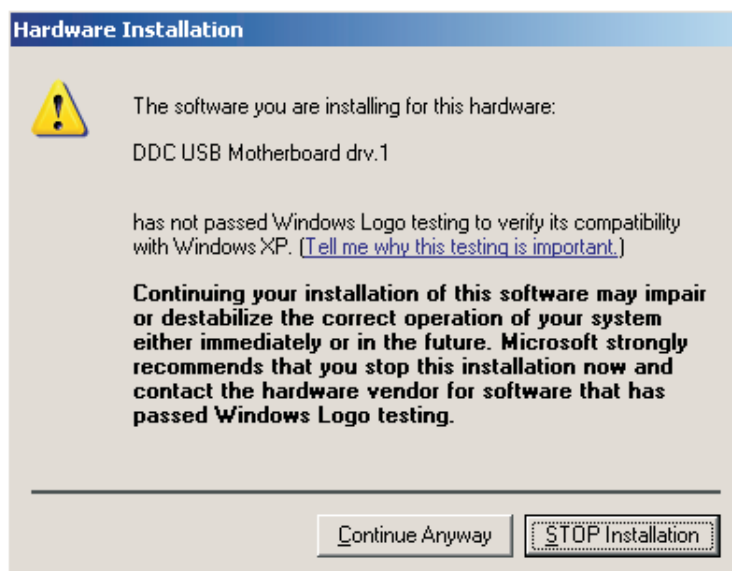 Hardware Installation
The software you are installing for this hardware:
DDC USB Motherboard drv.1
has not passed Windows Logo testing to verify its compatibility
with Windows XP. (Tell me why this testing is important.)
Continuing your installation of this software may impair
or destabilize the correct operation of your system
either immediately or in the future. Microsoft strongly
recommends that you stop this installation now and
contact the hardware vendor for software that has
passed Windows Logo testing.
Continue Anyway
STOP Installation